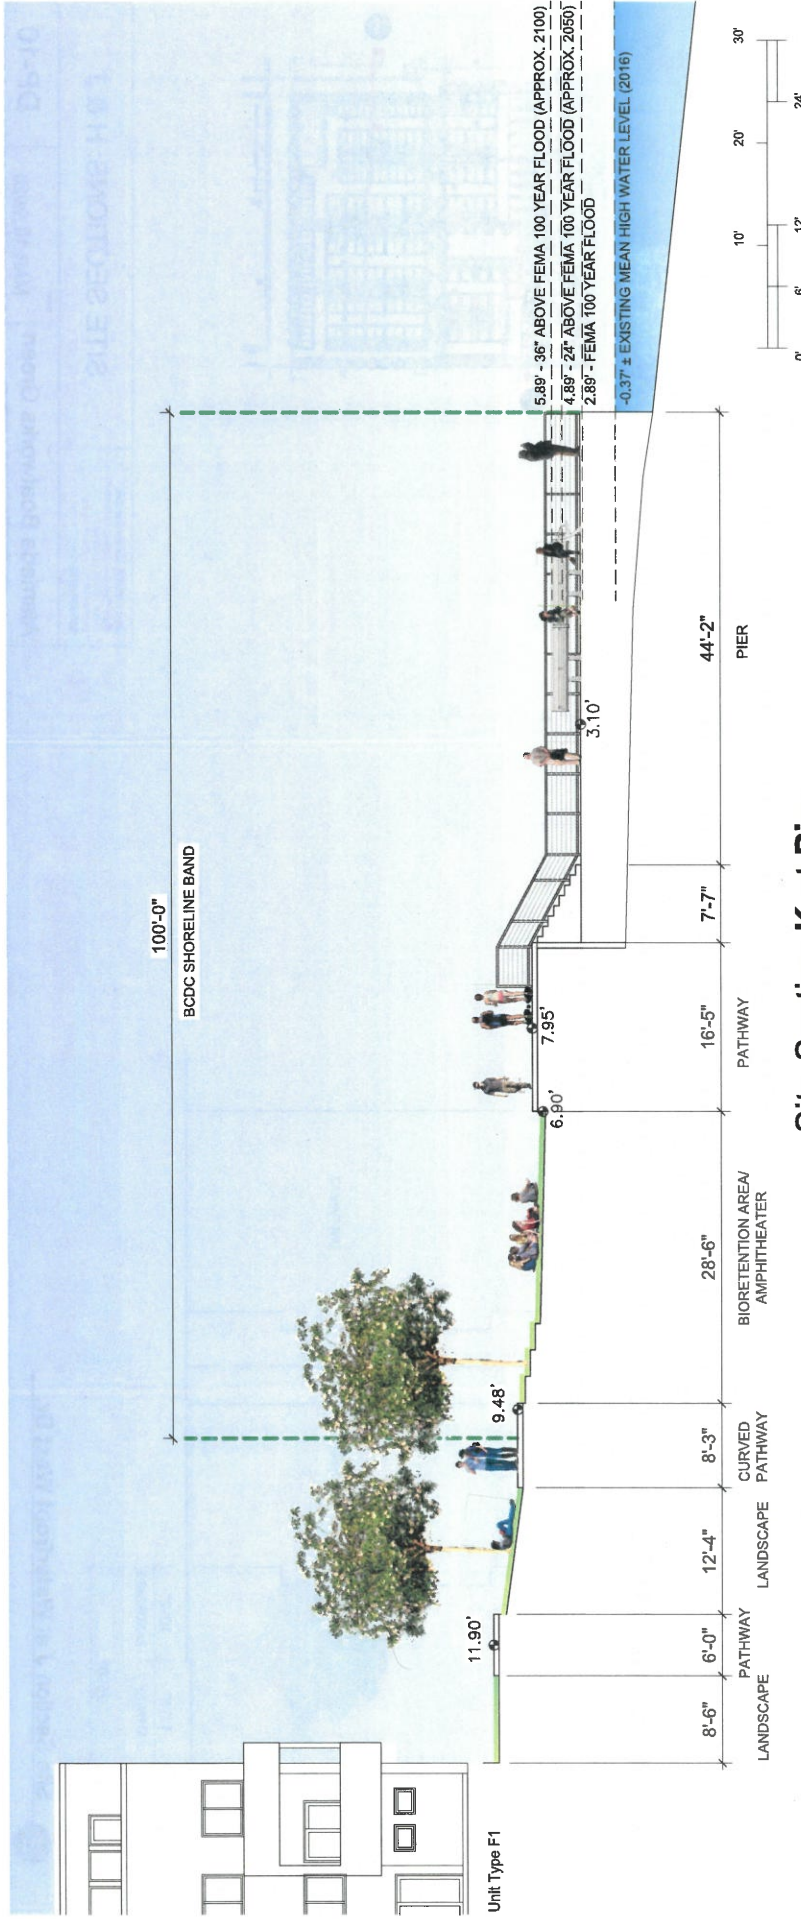 100'-0"
BCDC SHORELINE BAND
5.89' - 36" ABOVE FEMA 100 YEAR FLOOD (APPROX. 2100)
4.89' - 24" ABOVE FEMA 100 YEAR FLOOD (APPROX. 2050)
2.89' - FEMA 100 YEAR FLOOD
-0.37' ± EXISTING MEAN HIGH WATER LEVEL (2016)
11.90'
9.48'
6.90'
7.95'
3.10'
Unit Type F1
8'-6"
6'-0"
12'-4"
8'-3"
28'-6"
16'-5"
7'-7"
44'-2"
LANDSCAPE
PATHWAY
LANDSCAPE
CURVED
PATHWAY
BIORETENTION AREA/
AMPHITHEATER
PATHWAY
PIER
10'
20'
30'
0'
6'
12'
24'